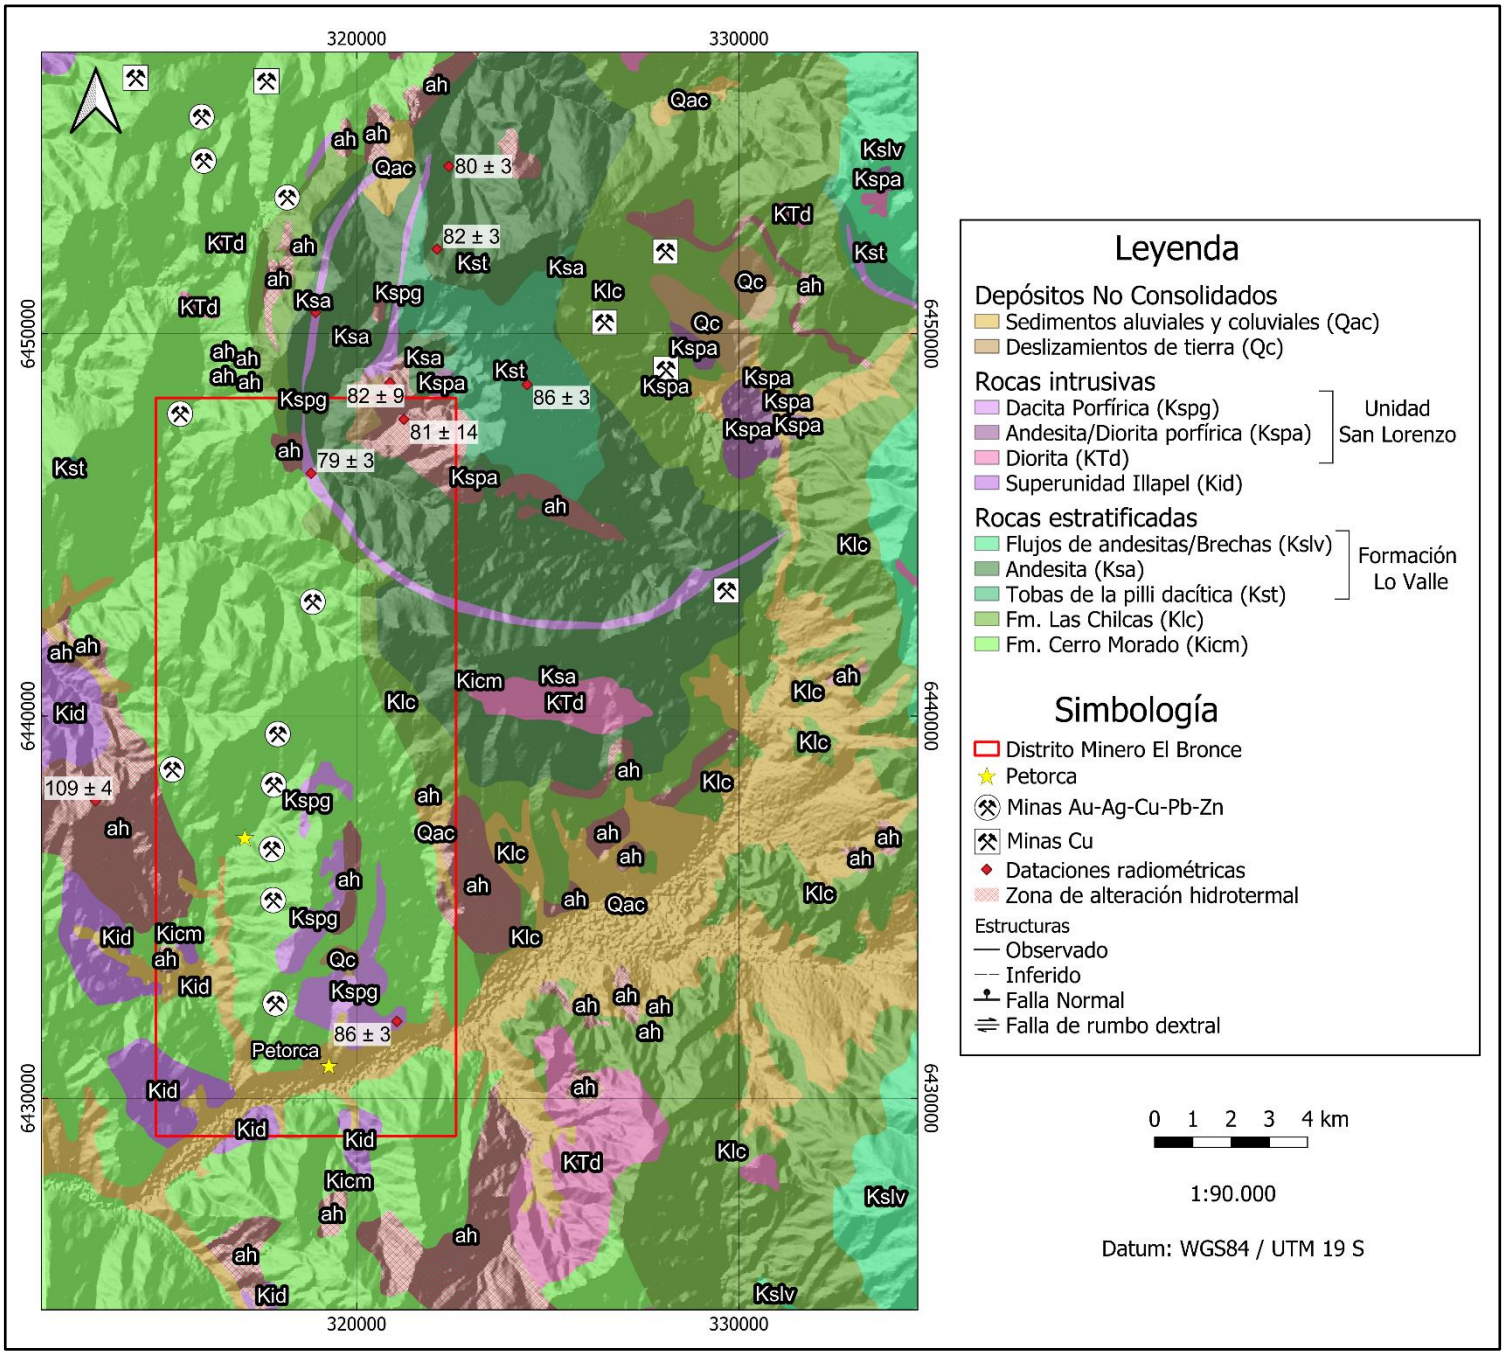 320000
330000
ah
Qac
ah
ah
Kslv
Qac
80 ± 3
Kspa
KTd
82 ± 3
KTd
ah
Kst
Kst
Ksa
ah
Qc
ah
Kspg
Klc
KTd
Ksa
6450000
6450000
Qc
Ksa
ah
ah
Ksa
Kspa
ah
ah
Kspa
Kst
Kspa
Kspa
82 ± 9
86 ± 3
Kspg
Kspa
Kspa
Kspa
81 ± 14
ah
79 ± 3
Kst
Kspa
ah
Klc
ah
ah
Kicm
Ksa
ah
Klc
Kid
Klc
KTd
6440000
6440000
Klc
ah
Klc
109 ± 4
Kspg
ah
ah
Qac
ah
ah
Klc
ah
ah
ah
ah
Klc
ah
Qac
Kspg
Kid
Kicm
Klc
ah
Qc
Kid
Kspg
ah
ah
ah
86 ± 3
ah
Petorca
Kid
ah
6430000
6430000
Kid
Kid
Klc
KTd
Kicm
Kslv
ah
ah
ah
Kid
Kslv
320000
330000
Leyenda
Depósitos No Consolidados
Sedimentos aluviales y coluviales (Qac)
Deslizamientos de tierra (Qc)
Rocas intrusivas
Dacita Porfírica (Kspg)
Andesita/Diorita porfírica (Kspa)
Diorita (KTd)
Unidad
San Lorenzo
Superunidad Illapel (Kid)
Rocas estratificadas
Flujos de andesitas/Brechas (Kslv)
Andesita (Ksa)
Tobas de la pilli dacítica (Kst)
Formación
Lo Valle
Fm. Las Chilcas (Klc)
Fm. Cerro Morado (Kicm)
Simbología
Distrito Minero El Bronce
Petorca
Minas Au-Ag-Cu-Pb-Zn
Minas Cu
Dataciones radiométricas
Zona de alteración hidrotermal
Estructuras
Observado
Inferido
Falla Normal
Falla de rumbo dextral
0 1 2 3 4 km
1:90.000
Datum: WGS84 / UTM 19 S